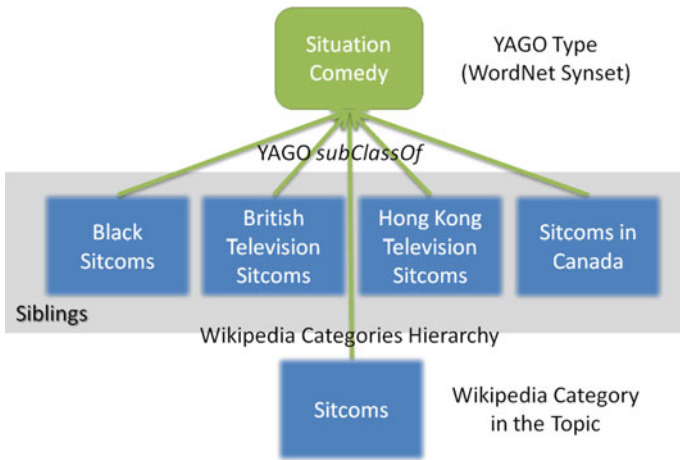 Situation
Comedy
YAGO Type
(WordNet Synset)
YAGO subClassOf
Black
Sitcoms
British
Television
Sitcoms
Hong Kong
Television
Sitcoms
Sitcoms in
Canada
Siblings
Wikipedia Categories Hierarchy
Sitcoms
Wikipedia Category
in the Topic